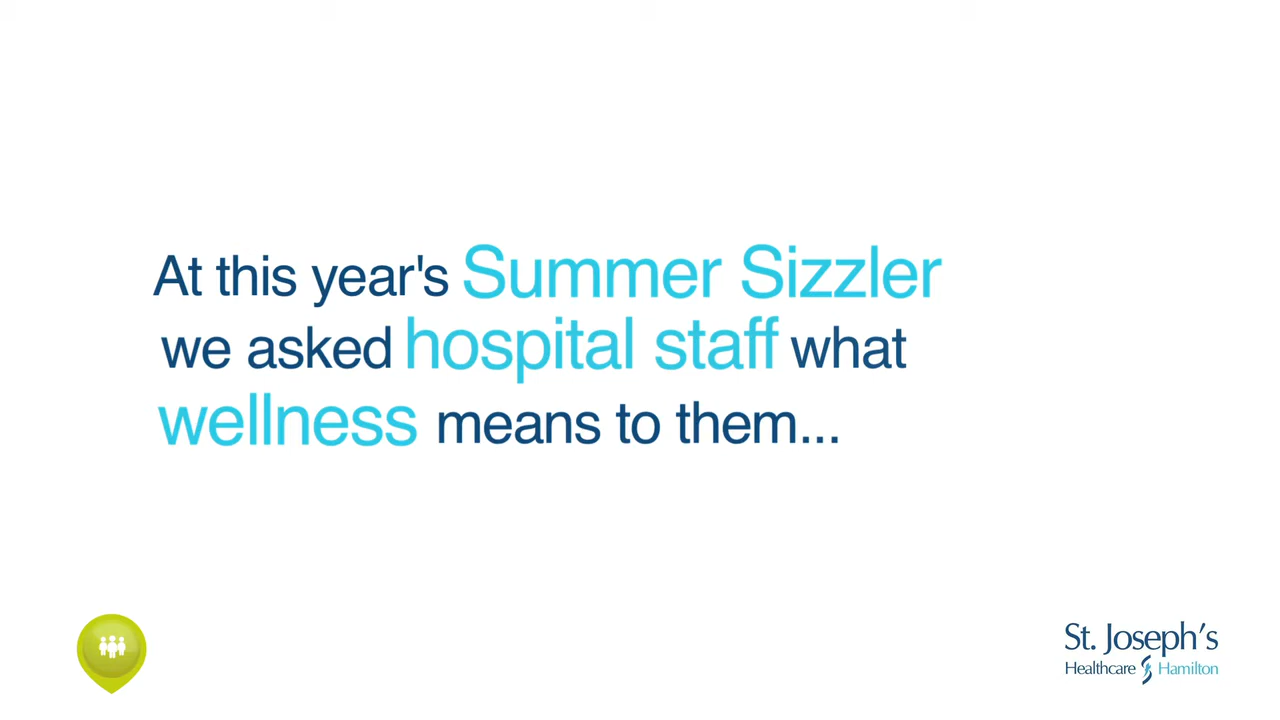 At this year's Summer Sizzler
we asked hospital staff what
wellness means to them...
St. Joseph's
Healthcare Hamilton